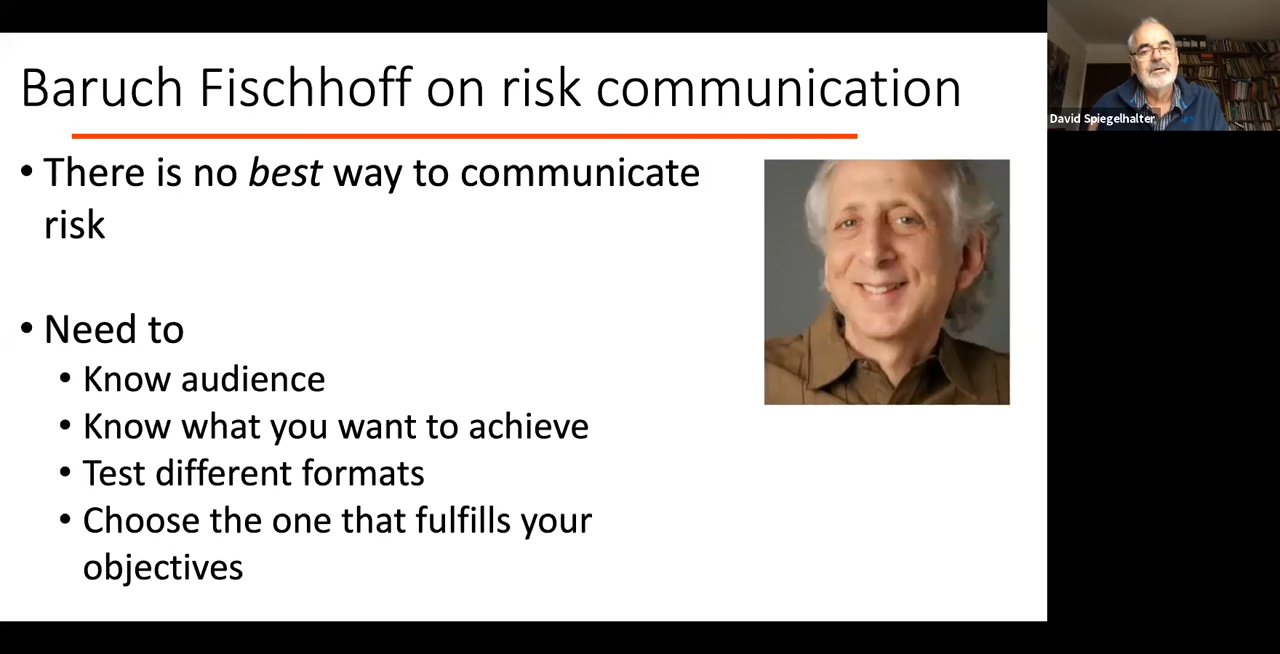 Baruch Fischhoff on risk communication
• There is no best way to communicate
risk
• Need to
• Know audience
• Know what you want to achieve
• Test different formats
• Choose the one that fulfills your
objectives
David Spiegelhalter